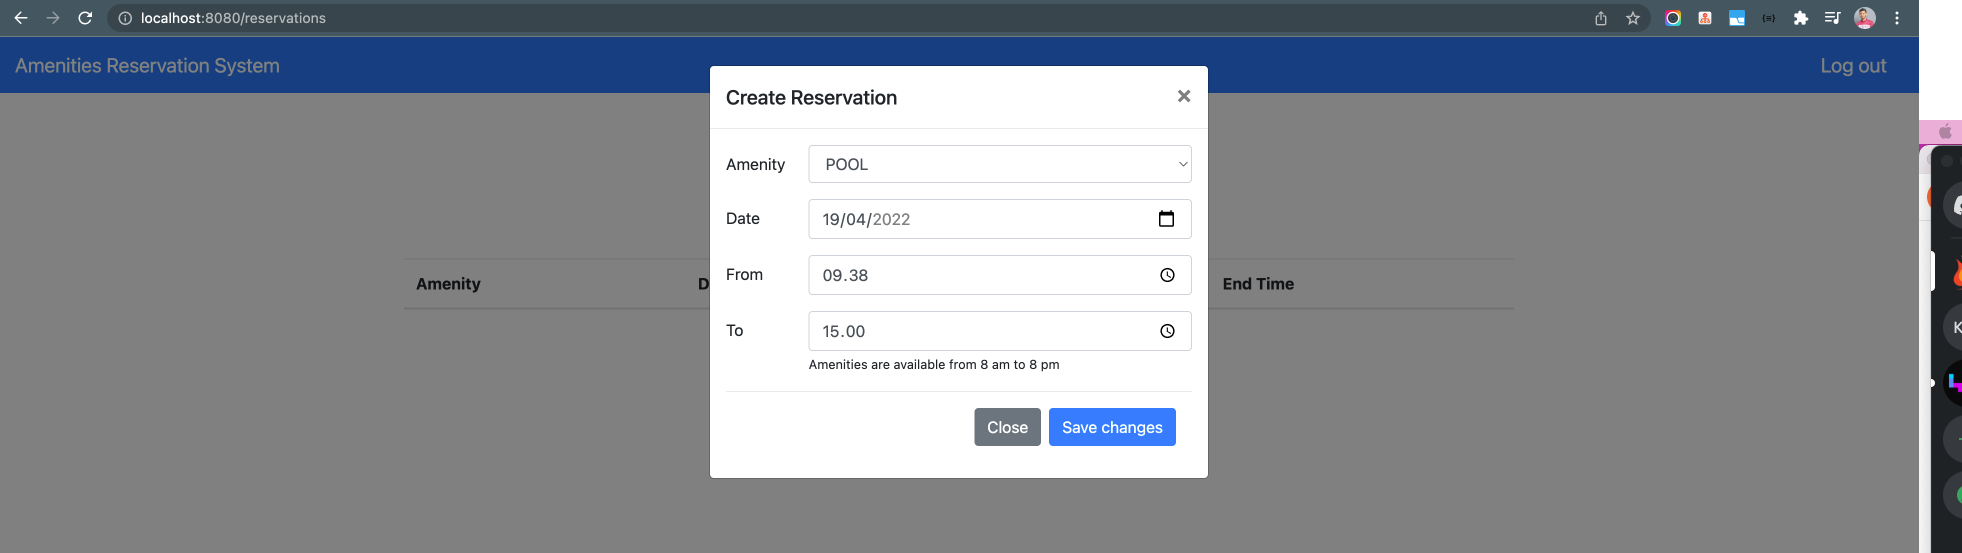 localhost:8080/reservations
Amenities Reservation System
Log out
Create Reservation
Amenity
POOL
Date
19/04/2022
From
09.38
To
15.00
Amenities are available from 8 am to 8 pm
Close
Save changes
Amenity
D
End Time
K